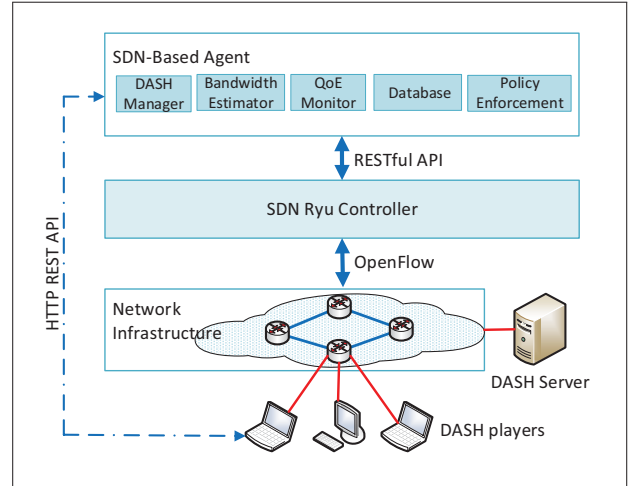 SDN-Based Agent
DASH
Manager
Bandwidth
Estimator
QoE
Monitor
Database
Policy
Enforcement
RESTful API
SDN Ryu Controller
HTTP REST API
OpenFlow
Network
Infrastructure
DASH Server
DASH players